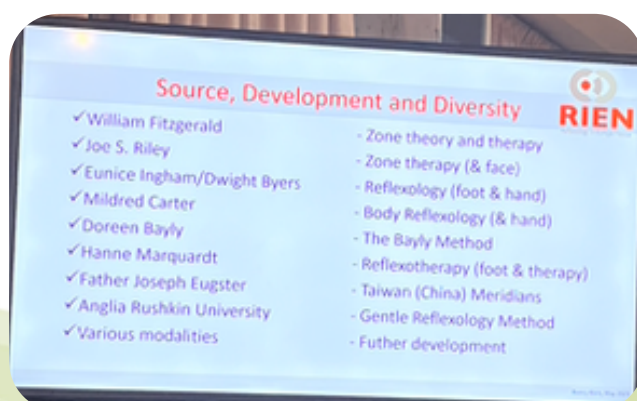 Source, Development and Diversity
RIEN
✓William Fitzgerald - Zone theory and therapy
✓Joe S. Riley - Zone therapy (& face)
✓Eunice Ingham/Dwight Byers - Reflexology (foot & hand)
✓Mildred Carter - Body Reflexology (& hand)
✓Doreen Bayly - The Bayly Method
✓Hanne Marquardt - Reflexotherapy (foot & therapy)
✓Father Joseph Eugster - Taiwan (China) Meridians
✓Anglia Rushkin University - Gentle Reflexology Method
✓Various modalities - Futher development